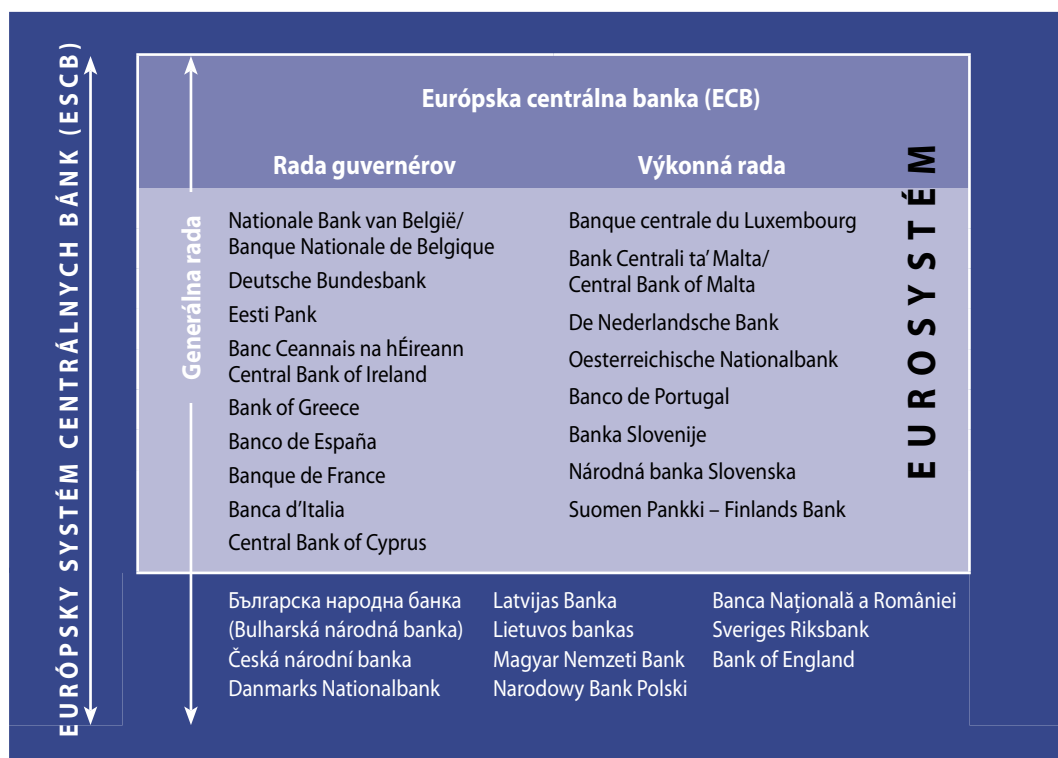 EURÓPSKY SYSTÉM CENTRÁLNYCH BÁNK (ESCB)
Generálna rada
Európska centrálna banka (ECB)
Rada guvernérov
Výkonná rada
EUROSYSTÉM
Nationale Bank van België/
Banque Nationale de Belgique
Deutsche Bundesbank
Eesti Pank
Banc Ceannais na hÉireann
Central Bank of Ireland
Bank of Greece
Banco de España
Banque de France
Banca d'Italia
Central Bank of Cyprus
Banque centrale du Luxembourg
Bank Ċentrali ta' Malta/
Central Bank of Malta
De Nederlandsche Bank
Oesterreichische Nationalbank
Banco de Portugal
Banka Slovenije
Národná banka Slovenska
Suomen Pankki – Finlands Bank
Българска народна банка
(Bulharská národná banka)
Česká národní banka
Danmarks Nationalbank
Latvijas Banka
Lietuvos bankas
Magyar Nemzeti Bank
Narodowy Bank Polski
Banca Națională a României
Sveriges Riksbank
Bank of England